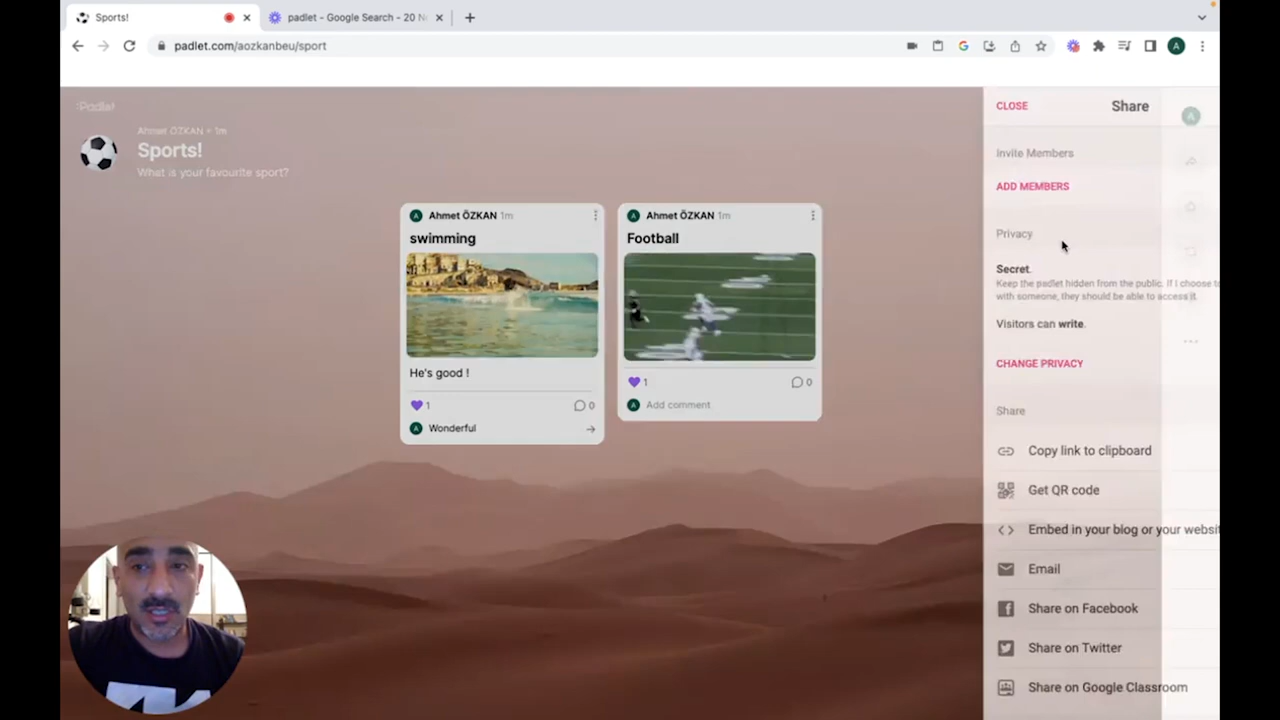 Sports!
padlet - Google Search - 20 N
padlet.com/aozkanbeu/sport
A
:Padlet
Ahmet ÖZKAN + 1m
Sports!
What is your favourite sport?
A Ahmet ÖZKAN 1m
swimming
He's good !
1
0
A Wonderful
A Ahmet ÖZKAN 1m
Football
1
0
A Add comment
CLOSE
Share
A
Invite Members
ADD MEMBERS
Privacy
Secret.
Keep the padlet hidden from the public. If I choose to
with someone, they should be able to access it.
Visitors can write.
CHANGE PRIVACY
Share
Copy link to clipboard
Get QR code
Embed in your blog or your websit
Email
Share on Facebook
Share on Twitter
Share on Google Classroom